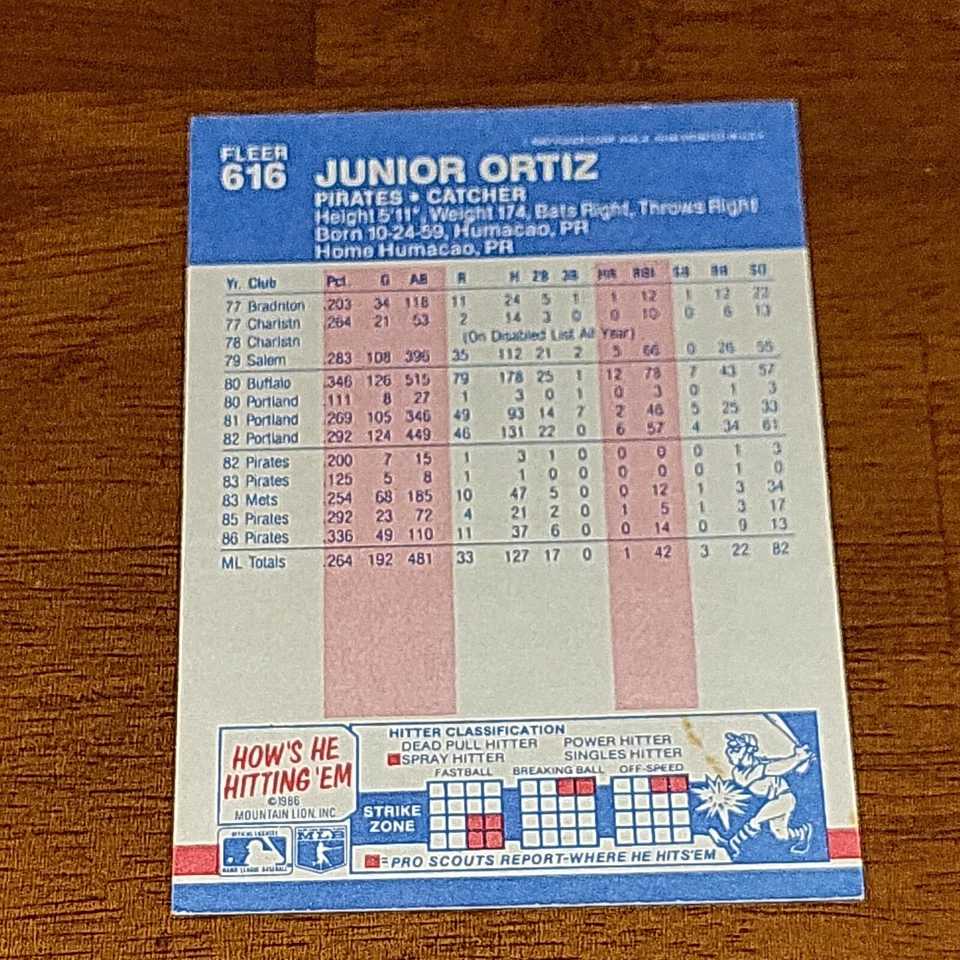 FLEER
616
JUNIOR ORTIZ
PIRATES • CATCHER
Height 5'11", Weight 174, Bats Right, Throws Right
Born 10-24-59, Humacao, PR
Home Humacao, PR
Yr. Club Pct. G AB R H 2B 3B HR RBI SB BB SO
77 Bradnton .203 34 118 11 24 5 1 1 12 1 12 22
77 Charlstn .264 21 53 2 14 3 0 0 10 0 6 13
78 Charlstn (On Disabled List All Year)
79 Salem .283 108 396 35 112 21 2 5 66 0 26 55
80 Buffalo .346 126 515 79 178 25 1 12 78 7 43 57
80 Portland .111 8 27 1 3 0 1 0 3 0 1 3
81 Portland .269 105 346 49 93 14 7 2 46 5 25 33
82 Portland .292 124 449 46 131 22 0 6 57 4 34 61
82 Pirates .200 7 15 1 3 1 0 0 0 0 1 3
83 Pirates .125 5 8 1 1 0 0 0 0 0 1 0
83 Mets .254 68 185 10 47 5 0 0 12 1 3 34
85 Pirates .292 23 72 4 21 2 0 1 5 1 3 17
86 Pirates .336 49 110 11 37 6 0 0 14 0 9 13
ML Totals .264 192 481 33 127 17 0 1 42 3 22 82
HOW'S HE
HITTING 'EM
©1986
MOUNTAIN LION, INC.
HITTER CLASSIFICATION
DEAD PULL HITTER POWER HITTER
SPRAY HITTER SINGLES HITTER
FASTBALL BREAKING BALL OFF-SPEED
STRIKE
ZONE
=PRO SCOUTS REPORT-WHERE HE HITS 'EM
MLB